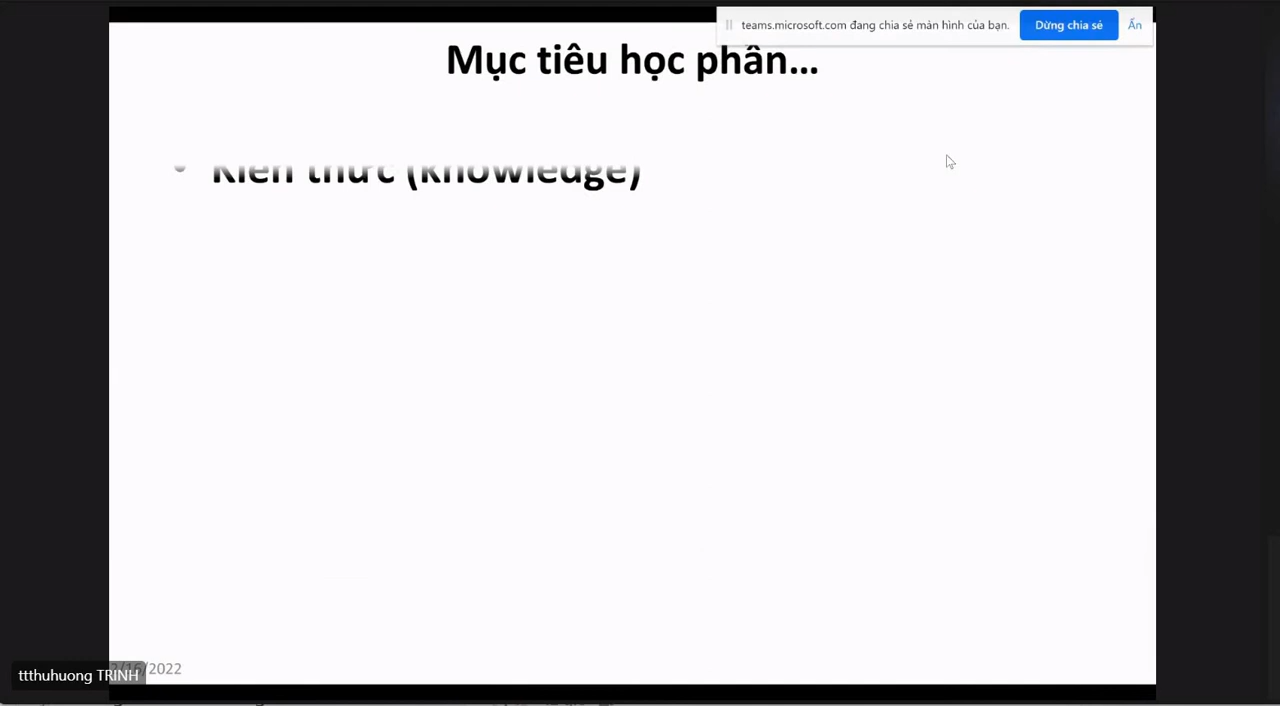 teams.microsoft.com đang chia sẻ màn hình của bạn.
Dừng chia sẻ
Ẩn
Mục tiêu học phần...
• Kiến thức (knowledge)
/2022
ttthuhuong TRINH